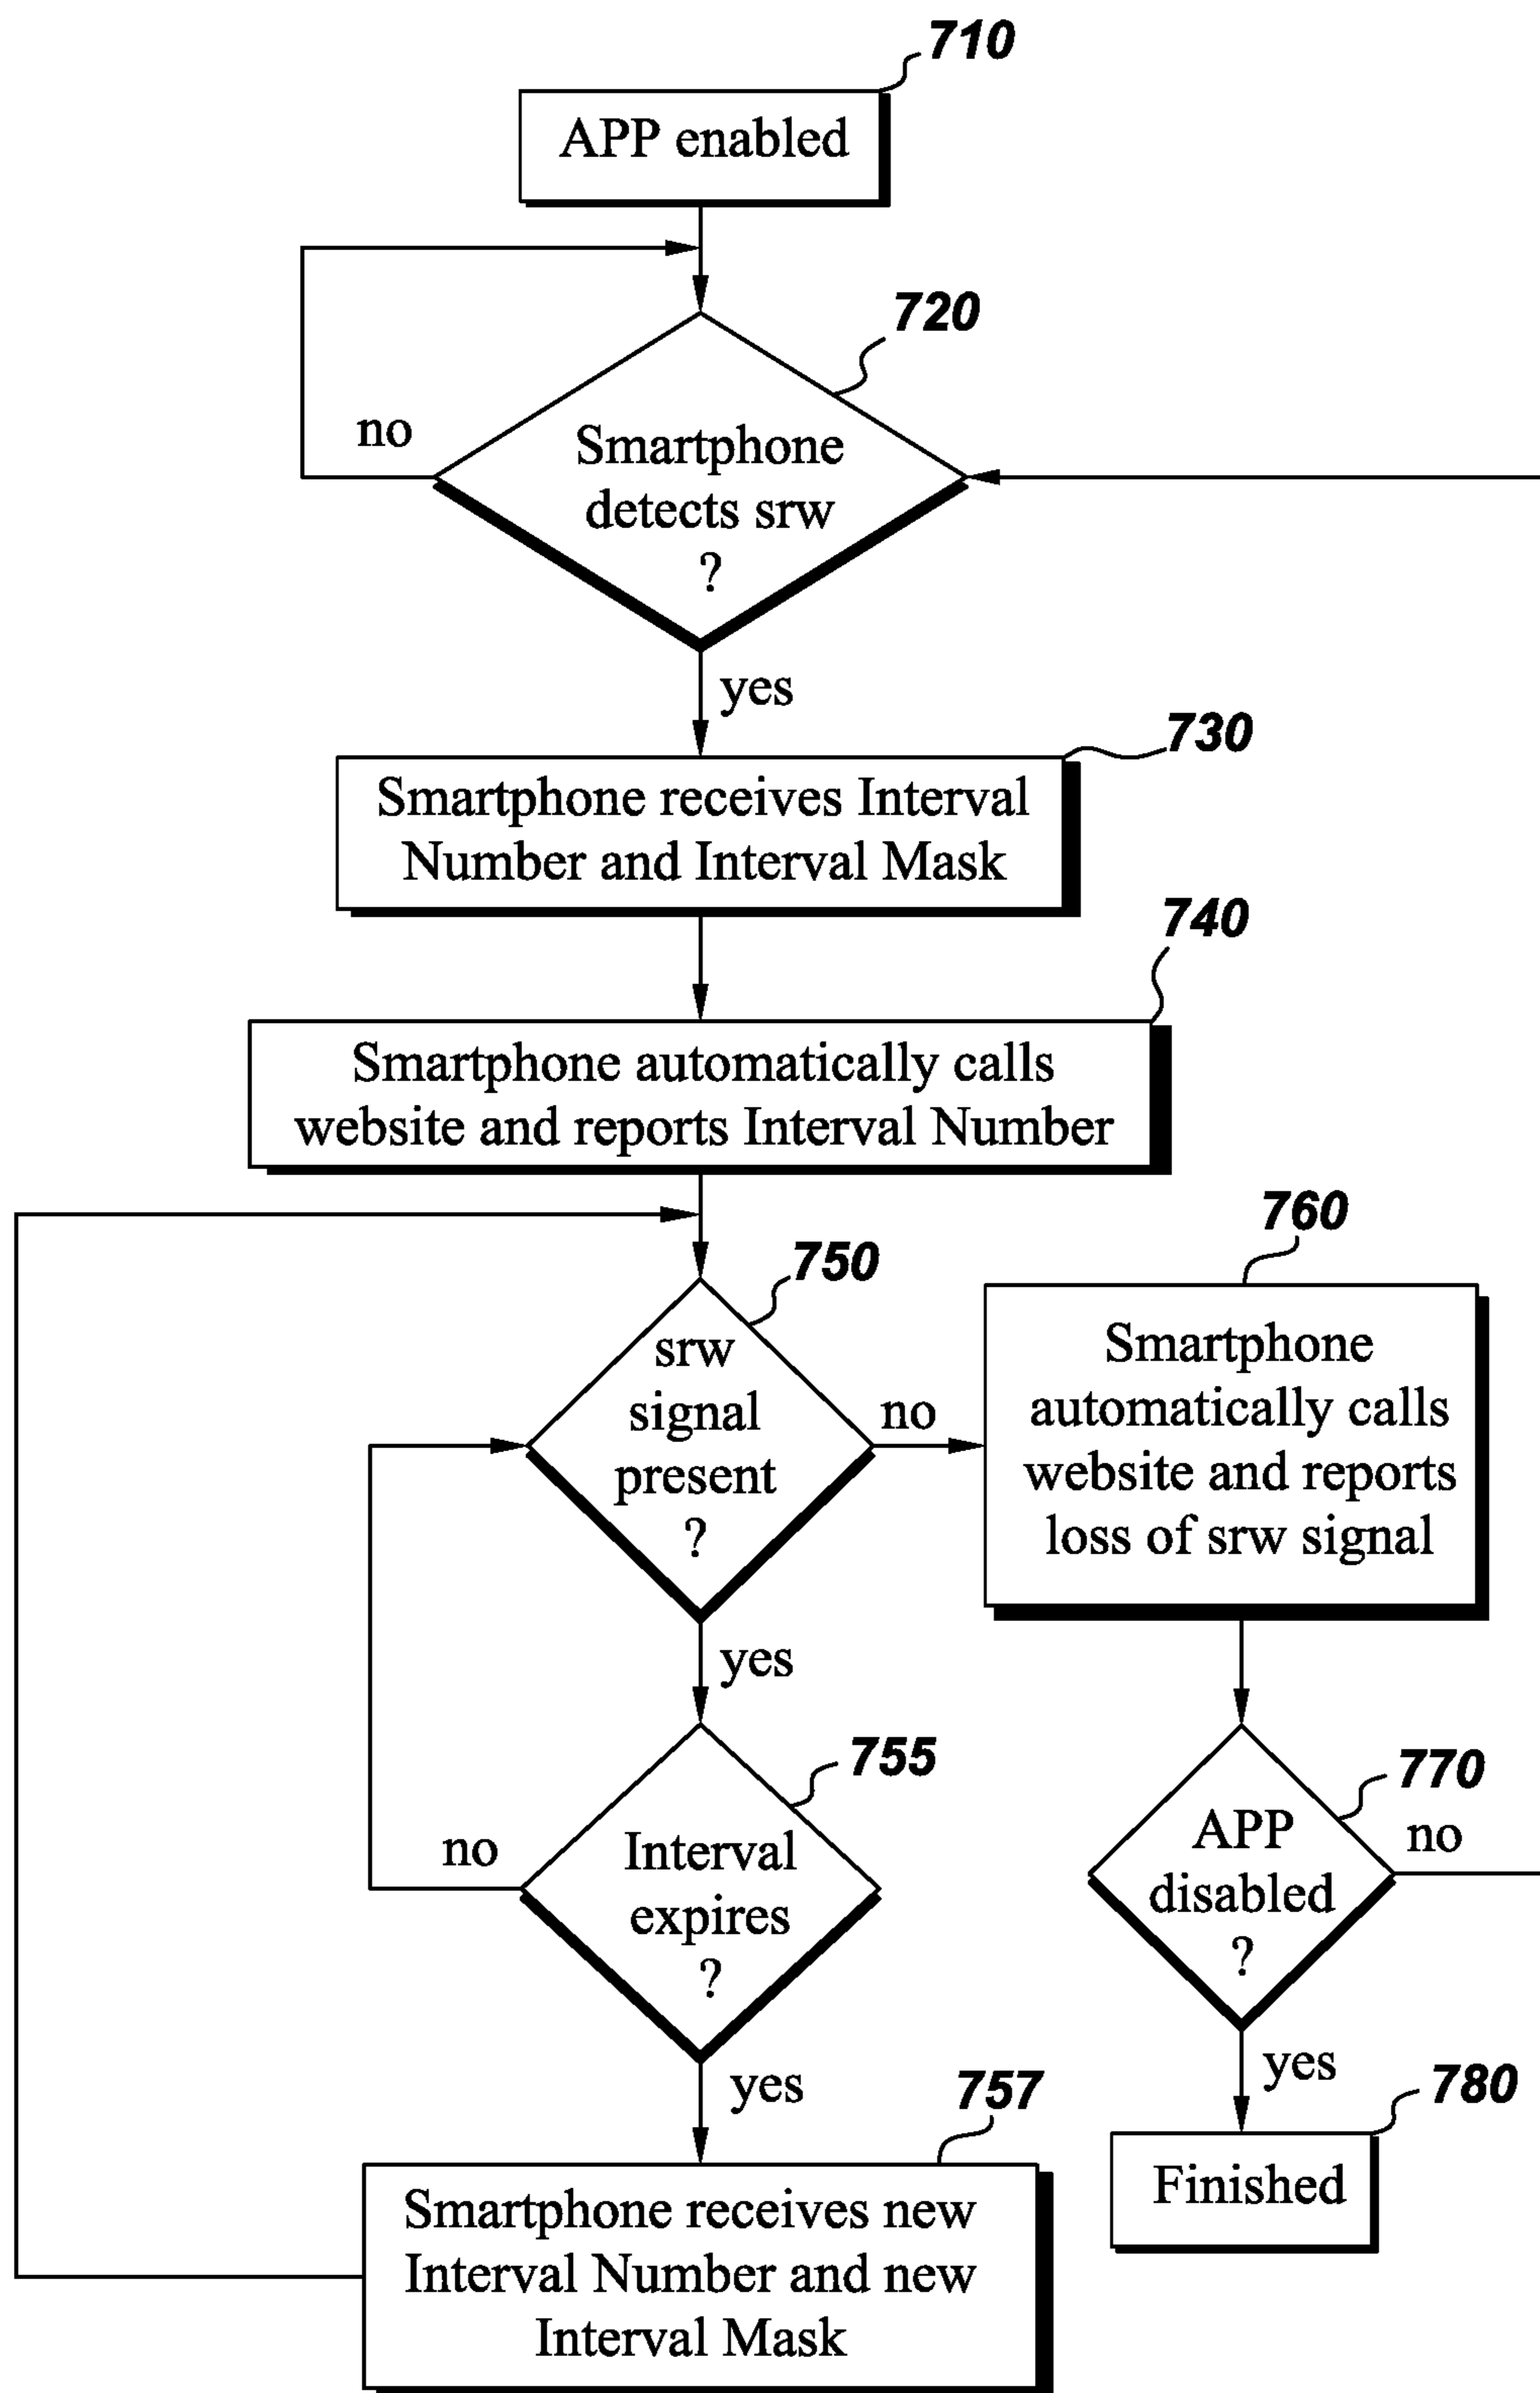 710
APP enabled
720
no
Smartphone
detects srw
?
yes
730
Smartphone receives Interval
Number and Interval Mask
740
Smartphone automatically calls
website and reports Interval Number
750
srw
signal
present
?
no
760
Smartphone
automatically calls
website and reports
loss of srw signal
yes
755
no
Interval
expires
?
770
APP
disabled
?
no
yes
757
Smartphone receives new
Interval Number and new
Interval Mask
yes
780
Finished